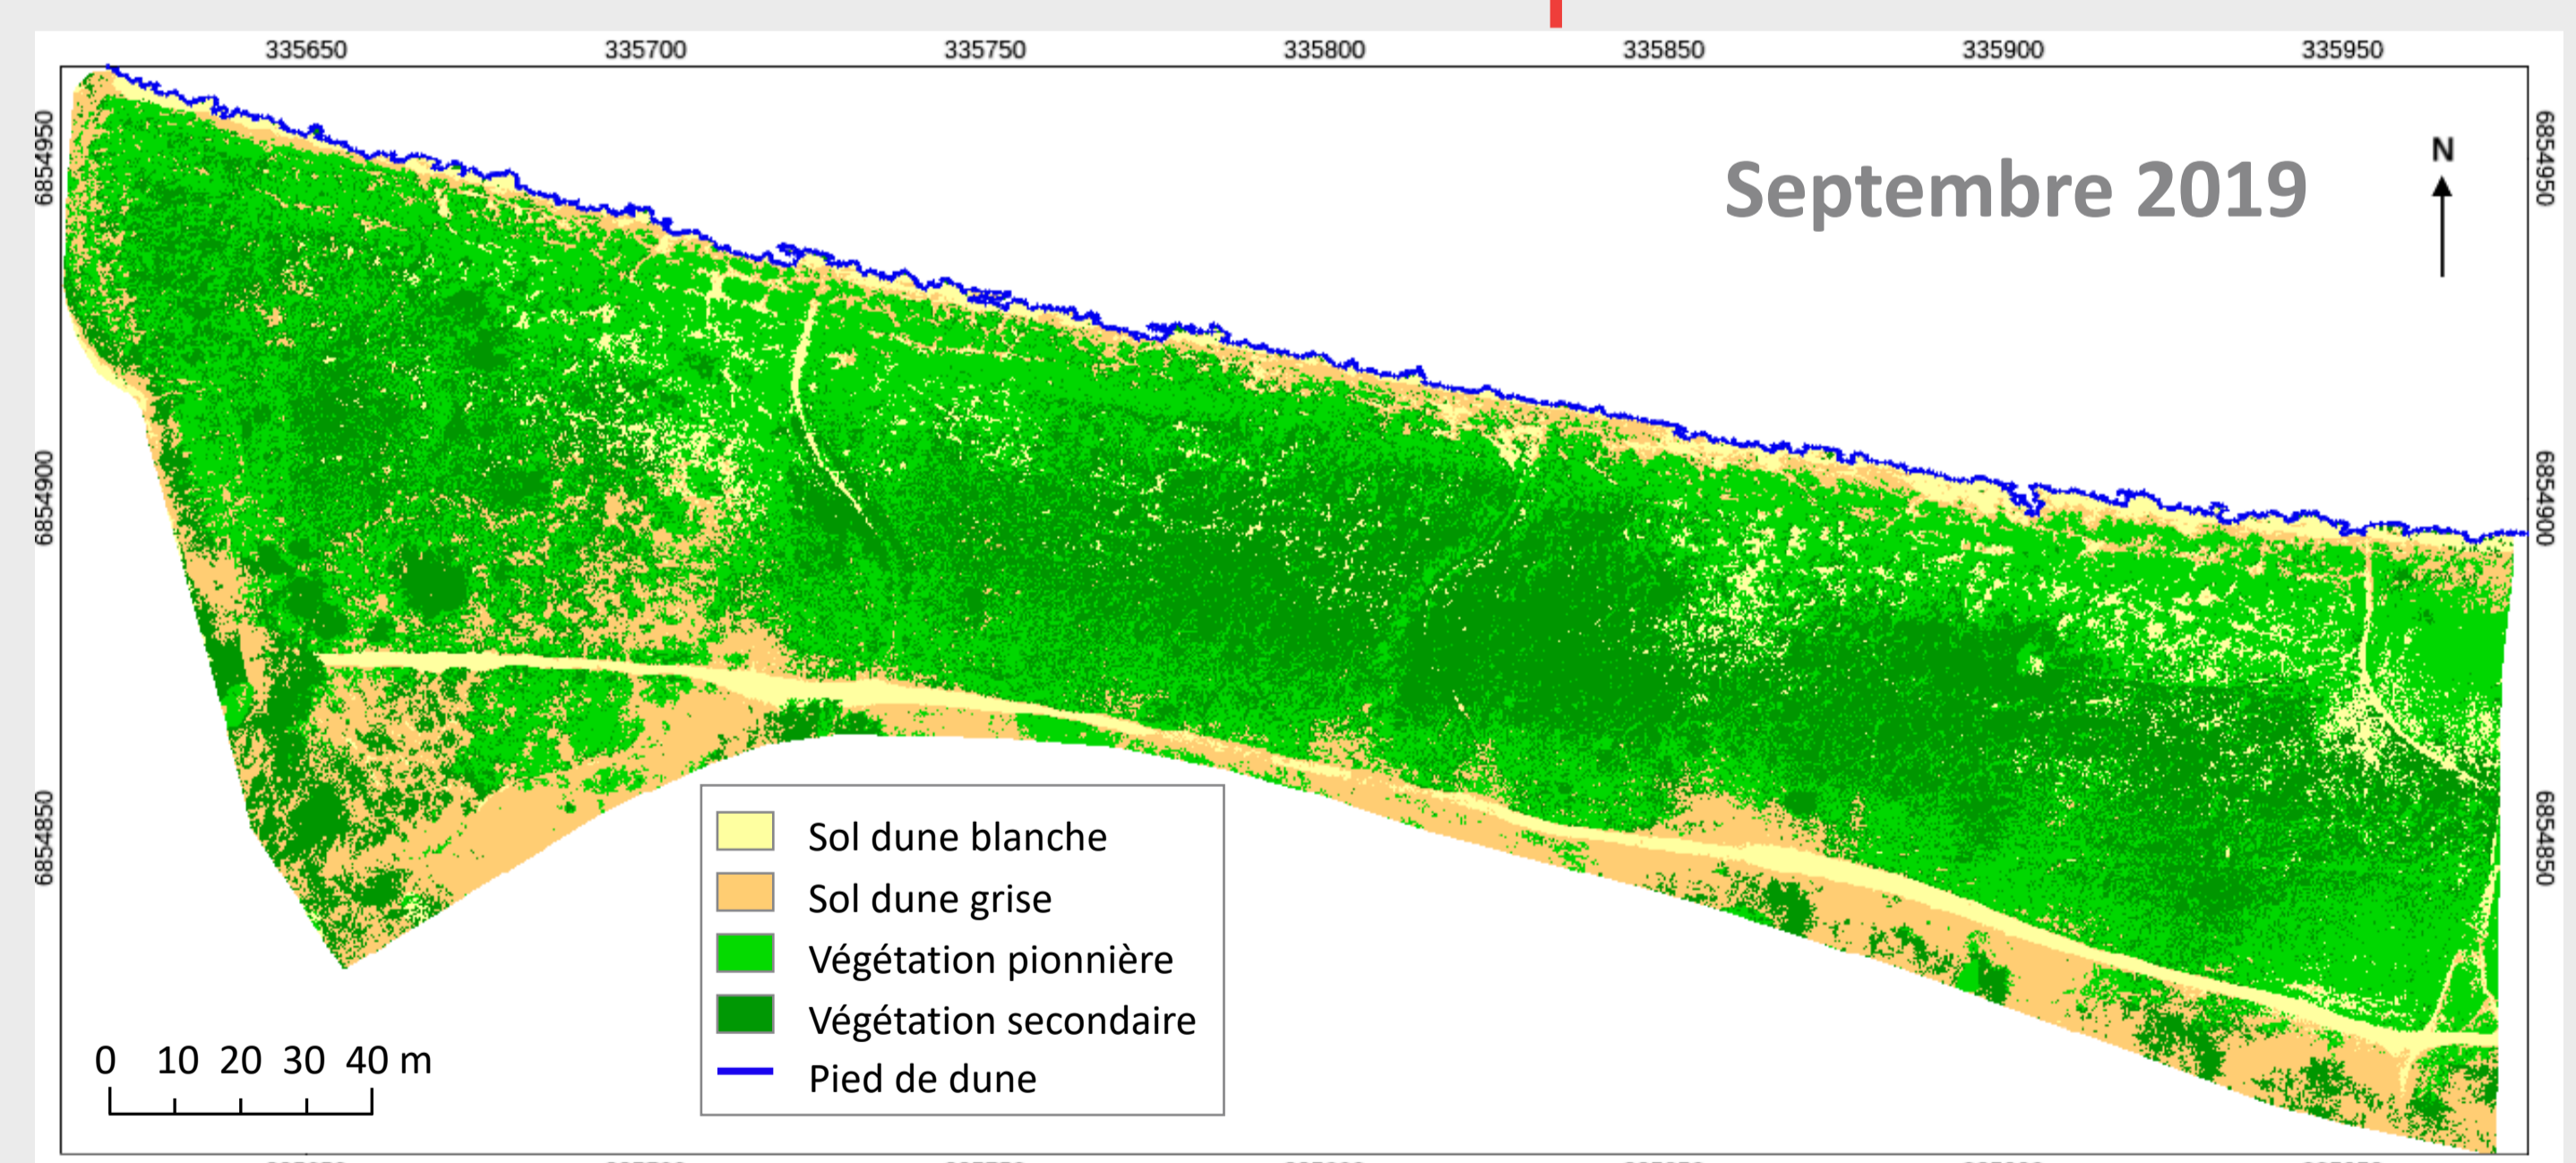 335650 335700 335750 335800 335850 335900 335950
6854950
6854950
Septembre 2019
N
6854900
6854900
6854850
6854850
Sol dune blanche
Sol dune grise
Végétation pionnière
Végétation secondaire
Pied de dune
0 10 20 30 40 m